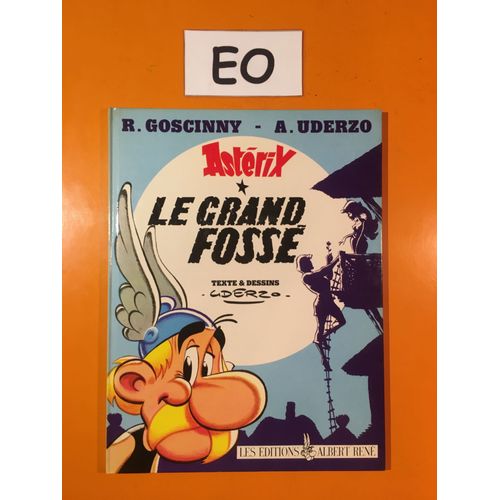 EO
R. GOSCINNY - A. UDERZO
Astérix
LE GRAND
FOSSÉ
TEXTE & DESSINS
UDERZO
LES ÉDITIONS ALBERT RENÉ